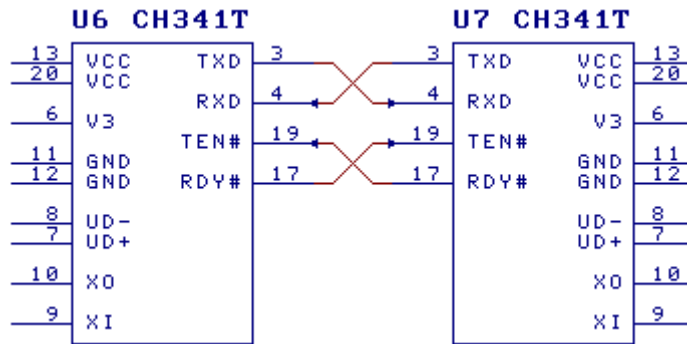 U6 CH341T U7 CH341T
13 VCC TXD 3 3 TXD VCC 13
20 VCC VCC 20
RXD 4 4 RXD
6 V3 V3 6
TEN# 19 19 TEN#
11 GND GND 11
12 GND RDY# 17 17 RDY# GND 12
8 UD- UD- 8
7 UD+ UD+ 7
10 XO XO 10
9 XI XI 9